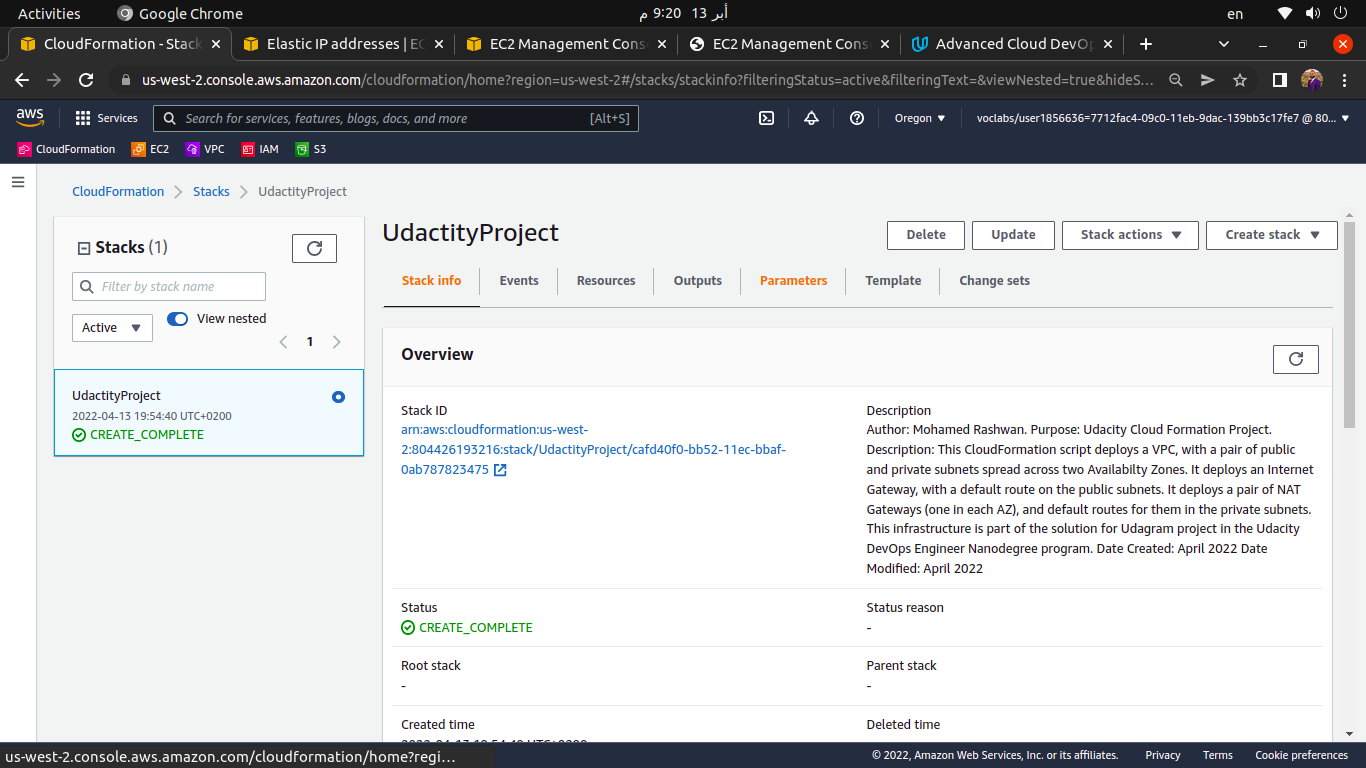 Activities
Google Chrome
أبر 13 9:20 م
en
CloudFormation - Stack
Elastic IP addresses | EC
EC2 Management Cons
EC2 Management Cons
Advanced Cloud DevOp
us-west-2.console.aws.amazon.com/cloudformation/home?region=us-west-2#/stacks/stackinfo?filteringStatus=active&filteringText=&viewNested=true&hideS...
aws
Services
Search for services, features, blogs, docs, and more
[Alt+S]
Oregon
voclabs/user1856636=7712fac4-09c0-11eb-9dac-139bb3c17fe7 @ 80...
CloudFormation
EC2
VPC
IAM
S3
CloudFormation
Stacks
UdactityProject
Stacks (1)
Filter by stack name
Active
View nested
1
UdactityProject
2022-04-13 19:54:40 UTC+0200
CREATE_COMPLETE
UdactityProject
Delete
Update
Stack actions
Create stack
Stack info
Events
Resources
Outputs
Parameters
Template
Change sets
Overview
Stack ID
arn:aws:cloudformation:us-west-
2:804426193216:stack/UdactityProject/cafd40f0-bb52-11ec-bbaf-
0ab787823475
Description
Author: Mohamed Rashwan. Purpose: Udacity Cloud Formation Project.
Description: This CloudFormation script deploys a VPC, with a pair of public
and private subnets spread across two Availabilty Zones. It deploys an Internet
Gateway, with a default route on the public subnets. It deploys a pair of NAT
Gateways (one in each AZ), and default routes for them in the private subnets.
This infrastructure is part of the solution for Udagram project in the Udacity
DevOps Engineer Nanodegree program. Date Created: April 2022 Date
Modified: April 2022
Status
CREATE_COMPLETE
Status reason
-
Root stack
-
Parent stack
-
Created time
2022-04-13 19:54:40 UTC+0200
Deleted time
us-west-2.console.aws.amazon.com/cloudformation/home?regi...
© 2022, Amazon Web Services, Inc. or its affiliates.
Privacy
Terms
Cookie preferences